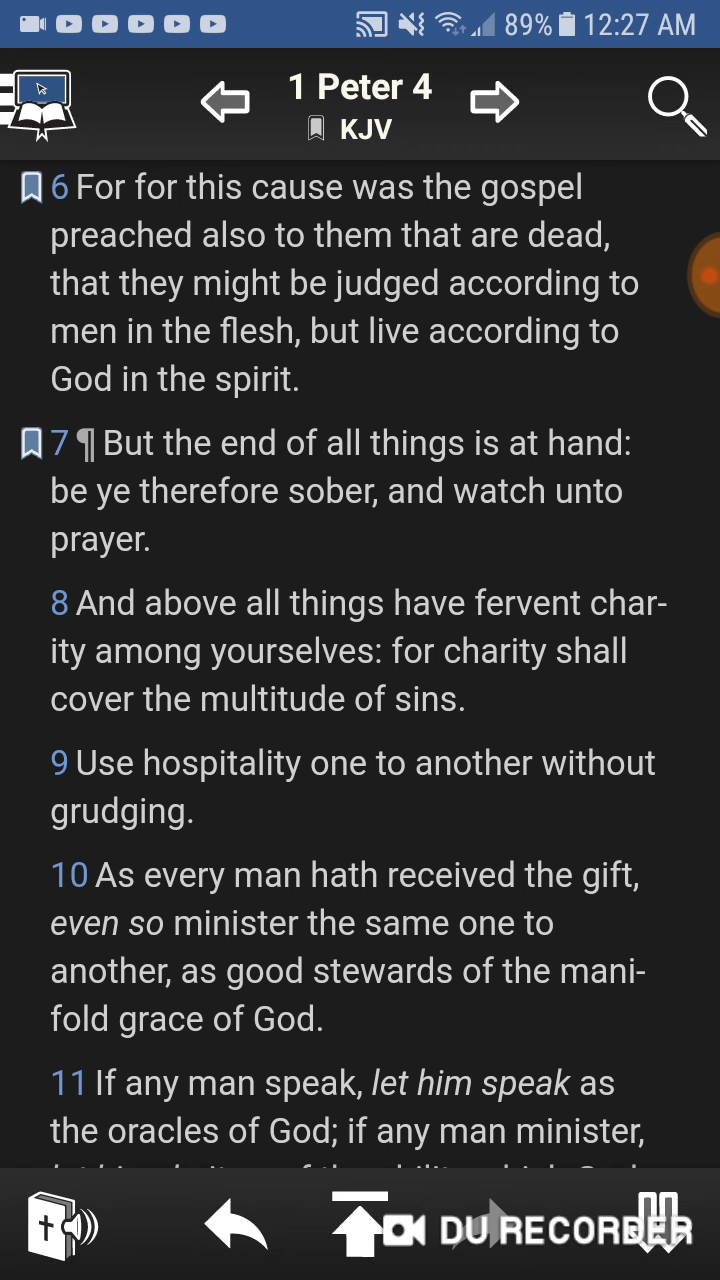 89% 12:27 AM
1 Peter 4
KJV
6 For for this cause was the gospel
preached also to them that are dead,
that they might be judged according to
men in the flesh, but live according to
God in the spirit.
7 ¶ But the end of all things is at hand:
be ye therefore sober, and watch unto
prayer.
8 And above all things have fervent char-
ity among yourselves: for charity shall
cover the multitude of sins.
9 Use hospitality one to another without
grudging.
10 As every man hath received the gift,
even so minister the same one to
another, as good stewards of the mani-
fold grace of God.
11 If any man speak, let him speak as
the oracles of God; if any man minister,
DU RECORDER